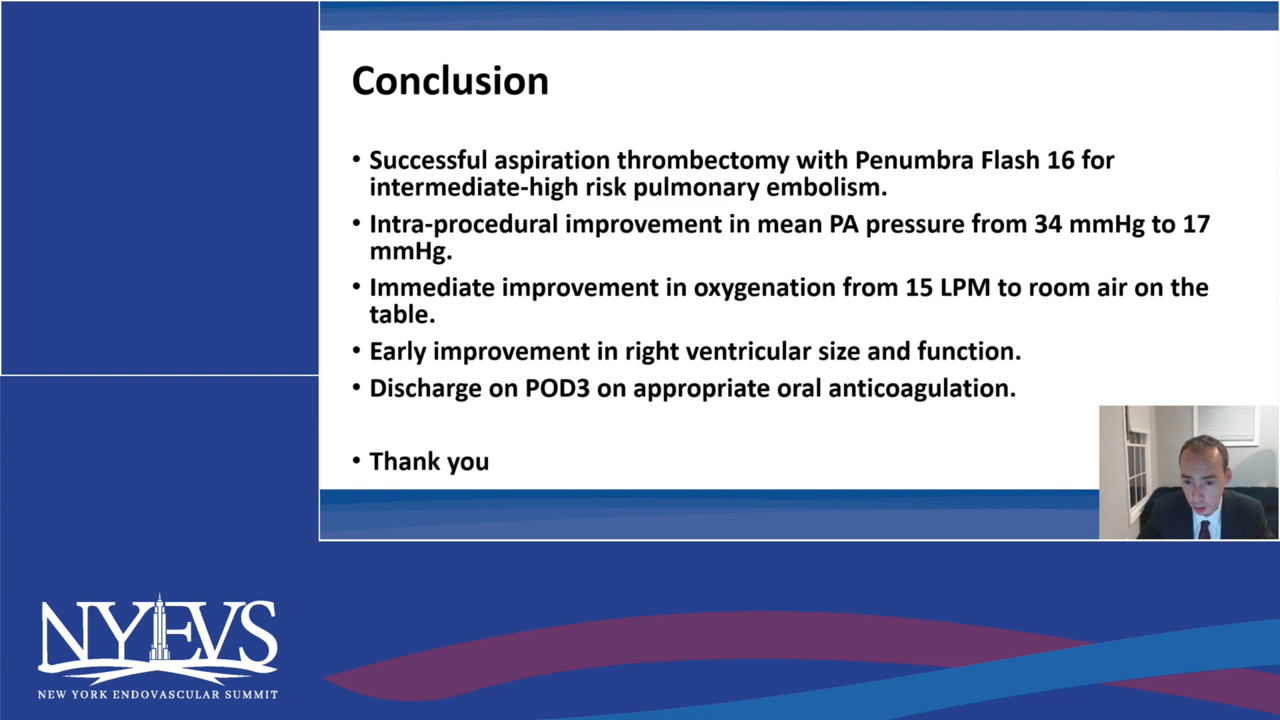 Conclusion
• Successful aspiration thrombectomy with Penumbra Flash 16 for
intermediate-high risk pulmonary embolism.
• Intra-procedural improvement in mean PA pressure from 34 mmHg to 17
mmHg.
• Immediate improvement in oxygenation from 15 LPM to room air on the
table.
• Early improvement in right ventricular size and function.
• Discharge on POD3 on appropriate oral anticoagulation.
• Thank you
NYEVS
NEW YORK ENDOVASCULAR SUMMIT